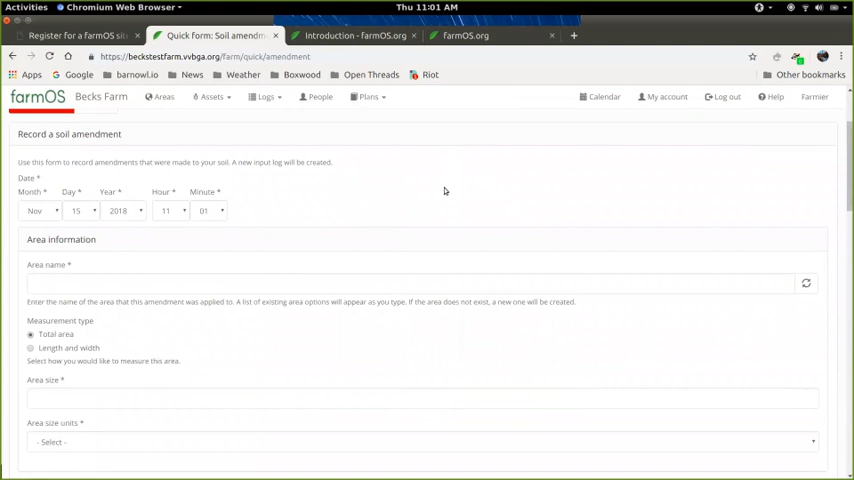 Activities
Chromium Web Browser
Thu 11:01 AM
Register for a farmOS sit
Quick form: Soil amendm
Introduction - farmOS.org
farmOS.org
https://beckstestfarm.vvbga.org/farm/quick/amendment
Apps
Google
barnowl.io
News
Weather
Boxwood
Open Threads
Riot
Other bookmarks
farmOS
Becks Farm
Areas
Assets
Logs
People
Plans
Calendar
My account
Log out
Help
Farmier
Record a soil amendment
Use this form to record amendments that were made to your soil. A new input log will be created.
Date *
Month * Day * Year * Hour * Minute *
Nov 15 2018 11 01
Area information
Area name *
Enter the name of the area that this amendment was applied to. A list of existing area options will appear as you type. If the area does not exist, a new one will be created.
Measurement type
Total area
Length and width
Select how you would like to measure this area.
Area size *
Area size units *
- Select -